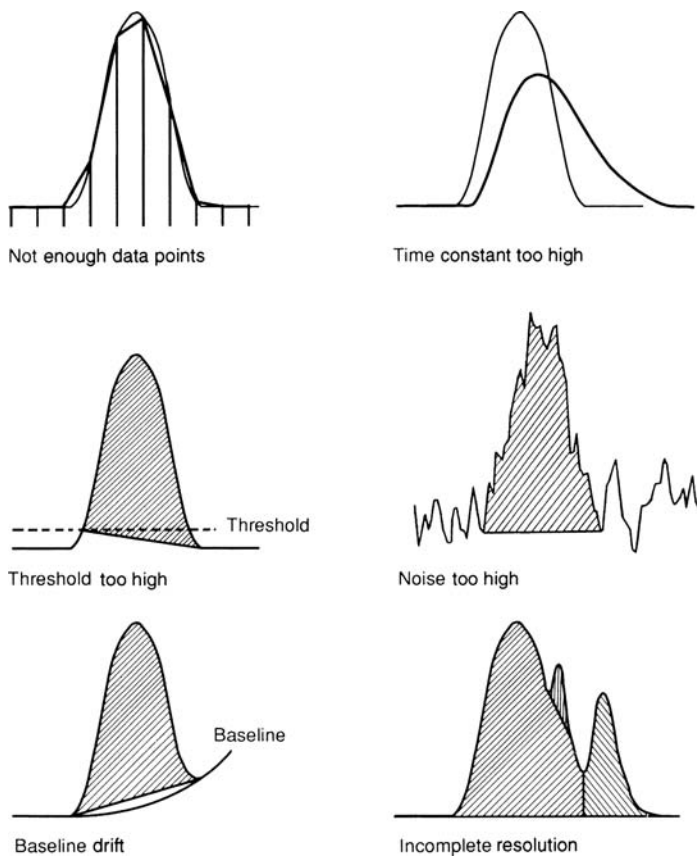 Not enough data points
Time constant too high
Threshold
Threshold too high
Noise too high
Baseline
Baseline drift
Incomplete resolution